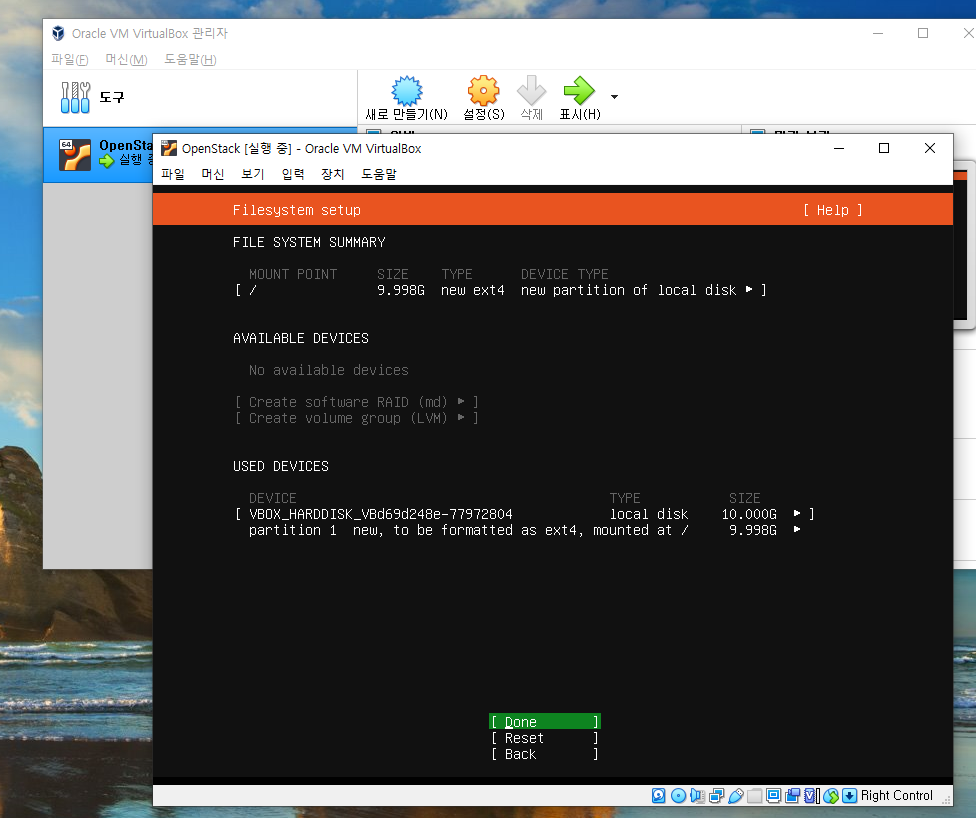 Oracle VM VirtualBox 관리자
파일(F) 머신(M) 도움말(H)
도구
새로 만들기(N) 설정(S) 삭제 표시(H)
64
OpenSta
실행
OpenStack [실행 중] - Oracle VM VirtualBox
파일 머신 보기 입력 장치 도움말
Filesystem setup [ Help ]
FILE SYSTEM SUMMARY
MOUNT POINT SIZE TYPE DEVICE TYPE
[ / 9.998G new ext4 new partition of local disk ▸ ]
AVAILABLE DEVICES
No available devices
[ Create software RAID (md) ▸ ]
[ Create volume group (LVM) ▸ ]
USED DEVICES
DEVICE TYPE SIZE
[ VBOX_HARDDISK_VBd69d248e-77972804 local disk 10.000G ▸ ]
partition 1 new, to be formatted as ext4, mounted at / 9.998G ▸
[ Done ]
[ Reset ]
[ Back ]
Right Control